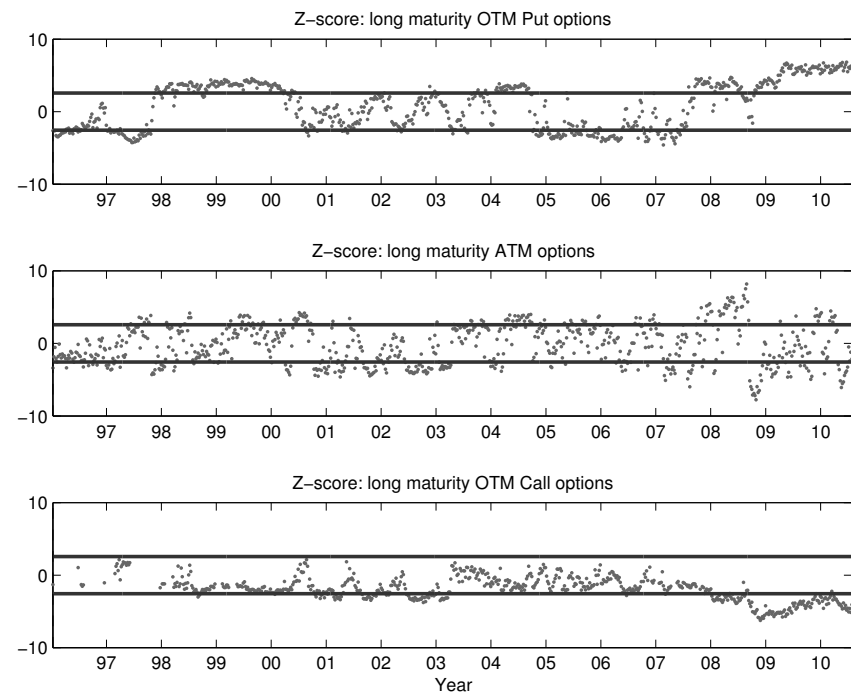 Z−score: long maturity OTM Put options
10
0
−10
97 98 99 00 01 02 03 04 05 06 07 08 09 10
Z−score: long maturity ATM options
10
0
−10
97 98 99 00 01 02 03 04 05 06 07 08 09 10
Z−score: long maturity OTM Call options
10
0
−10
97 98 99 00 01 02 03 04 05 06 07 08 09 10
Year